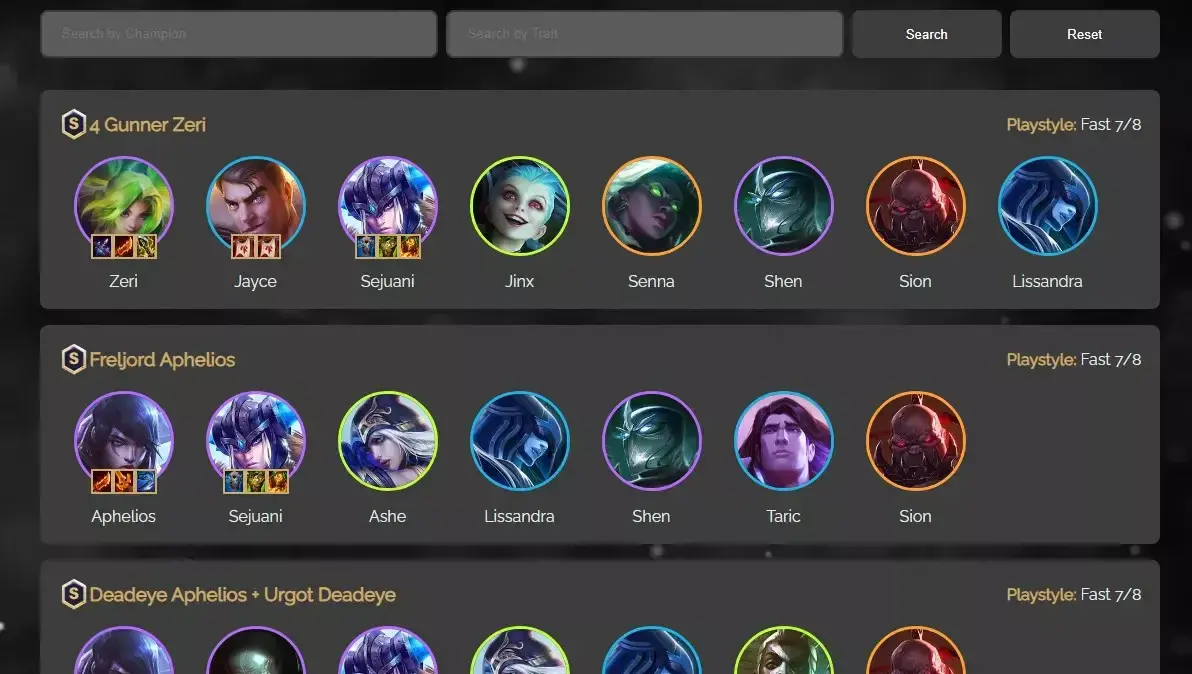 Search by Champion
Search by Trait
Search
Reset
S 4 Gunner Zeri
Playstyle: Fast 7/8
Zeri
Jayce
Sejuani
Jinx
Senna
Shen
Sion
Lissandra
S Freljord Aphelios
Playstyle: Fast 7/8
Aphelios
Sejuani
Ashe
Lissandra
Shen
Taric
Sion
S Deadeye Aphelios + Urgot Deadeye
Playstyle: Fast 7/8